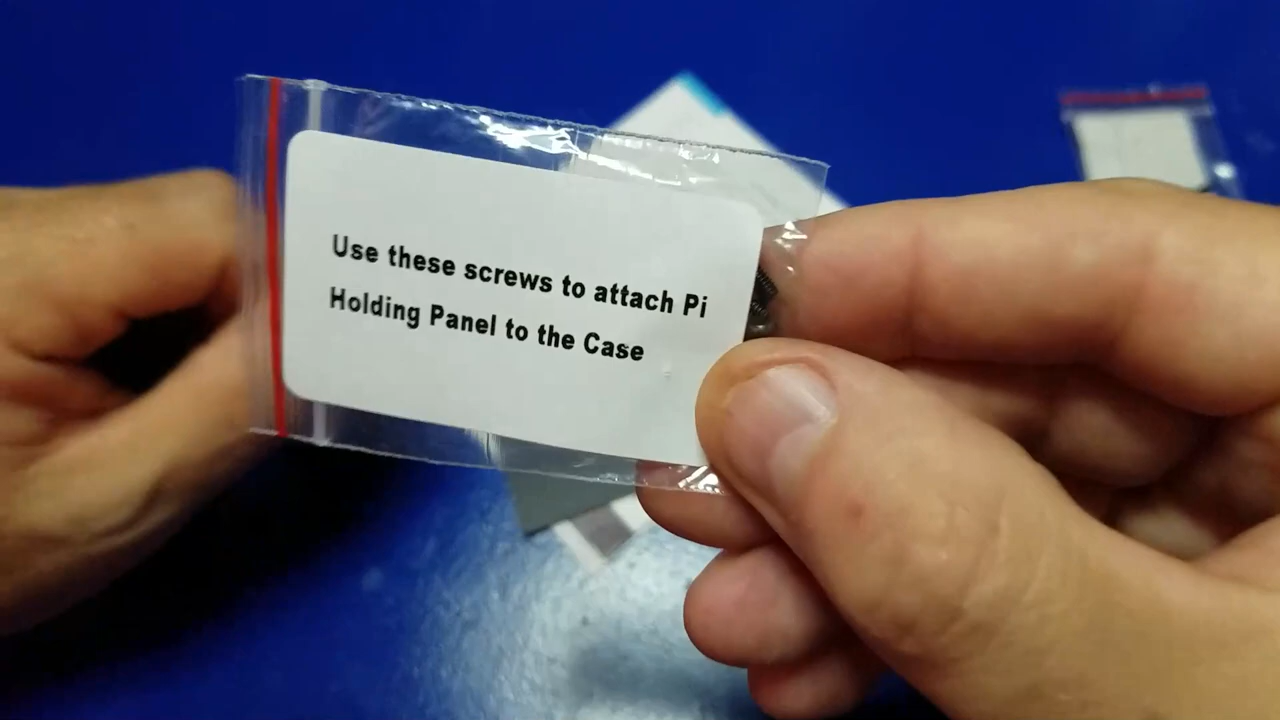 Use these screws to attach Pi
Holding Panel to the Case